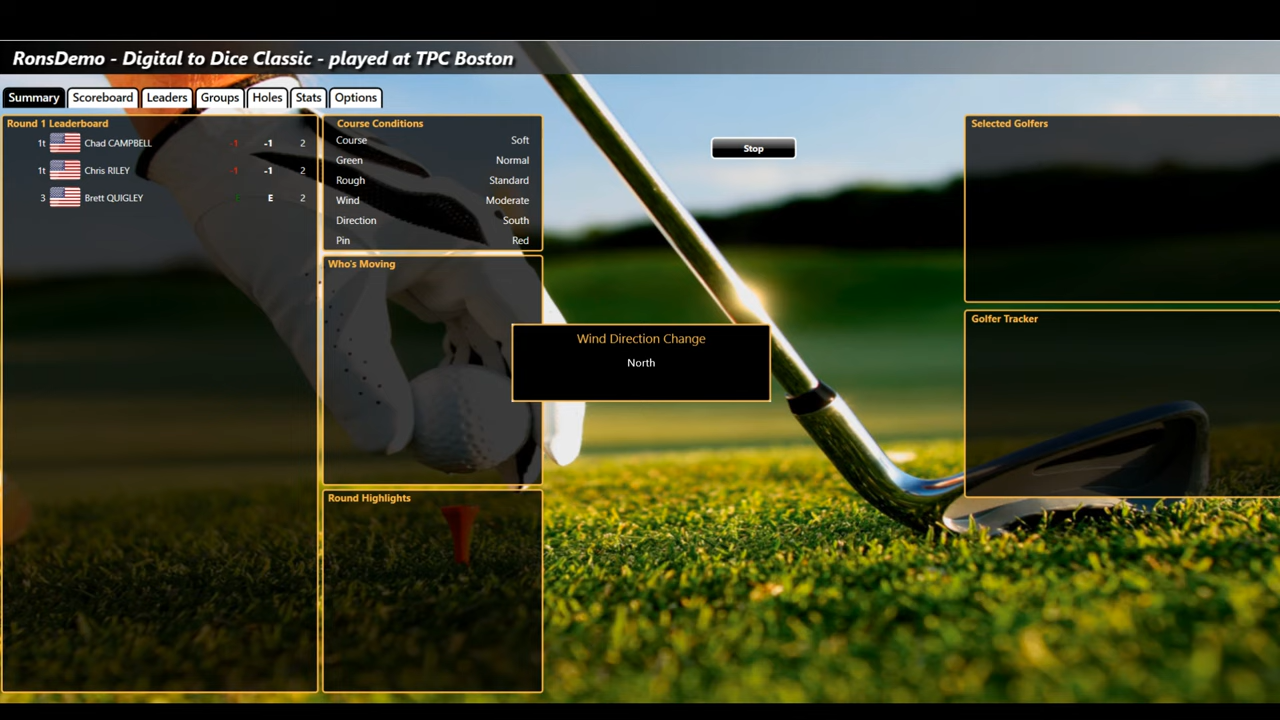 RonsDemo - Digital to Dice Classic - played at TPC Boston
Summary Scoreboard Leaders Groups Holes Stats Options
Round 1 Leaderboard
1t Chad CAMPBELL -1 -1 2
1t Chris RILEY -1 -1 2
3 Brett QUIGLEY E 2
Course Conditions
Course Soft
Green Normal
Rough Standard
Wind Moderate
Direction South
Pin Red
Who's Moving
Round Highlights
Stop
Wind Direction Change
North
Selected Golfers
Golfer Tracker